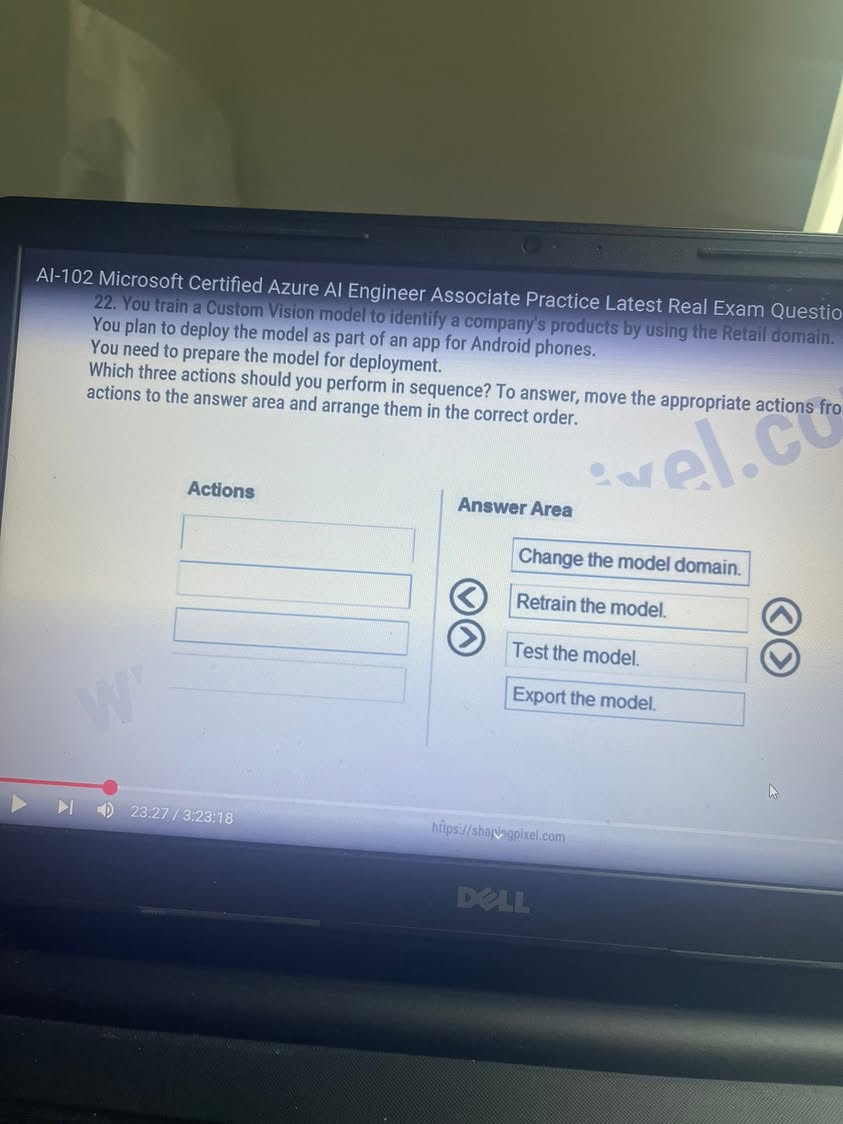 AI-102 Microsoft Certified Azure AI Engineer Associate Practice Latest Real Exam Questio
22. You train a Custom Vision model to identify a company's products by using the Retail domain.
You plan to deploy the model as part of an app for Android phones.
You need to prepare the model for deployment.
Which three actions should you perform in sequence? To answer, move the appropriate actions fro
actions to the answer area and arrange them in the correct order.
Actions
Answer Area
Change the model domain.
Retrain the model.
Test the model.
Export the model.
23:27 / 3:23:18
https://shapingpixel.com
DELL